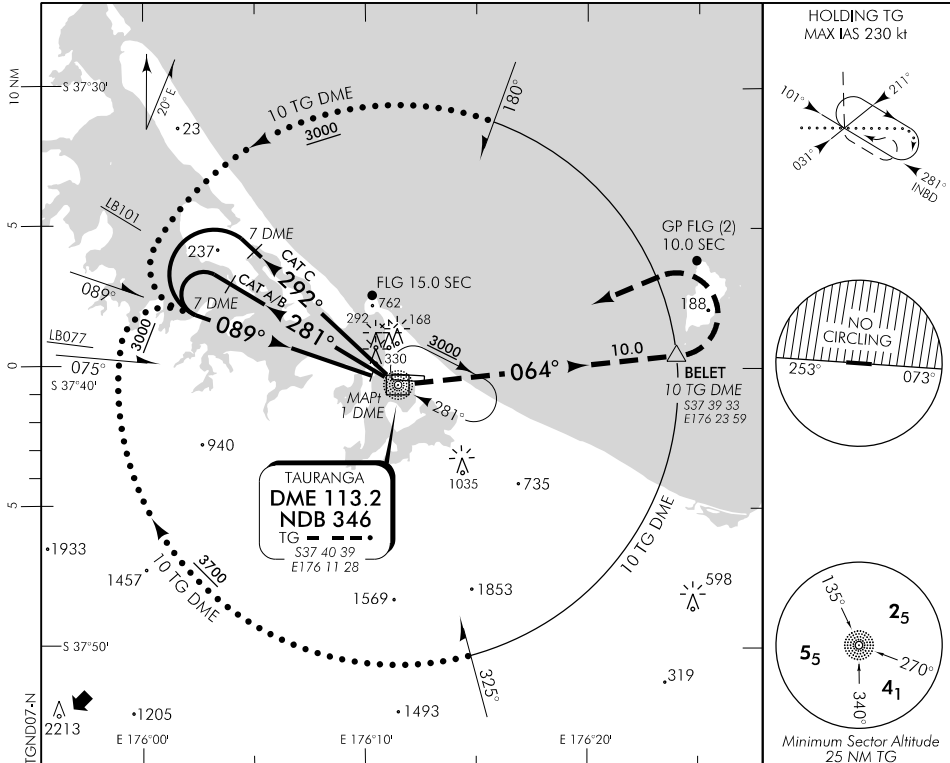 10 NM
5
0
5
S 37°30'
20° E
23
10 TG DME
3000
180°
LB101
237
7 DME
CAT C
292°
CAT A/B
281°
7 DME
089°
089°
3000
LB077
075°
S 37°40'
FLG 15.0 SEC
762
292
168
330
3000
281°
MAPt
1 DME
GP FLG (2)
10.0 SEC
188
064°
10.0
BELET
10 TG DME
S37 39 33
E176 23 59
940
TAURANGA
DME 113.2
NDB 346
TG
S37 40 39
E176 11 28
1035
735
10 TG DME
1933
1457
3700
10 TG DME
1569
1853
598
S 37°50'
325°
319
TGND07-N
2213
1205
1493
E 176°00'
E 176°10'
E 176°20'
HOLDING TG
MAX IAS 230 kt
101°
211°
031°
281°
INBD
NO
CIRCLING
253°
073°
135°
25
55
270°
41
340°
Minimum Sector Altitude
25 NM TG